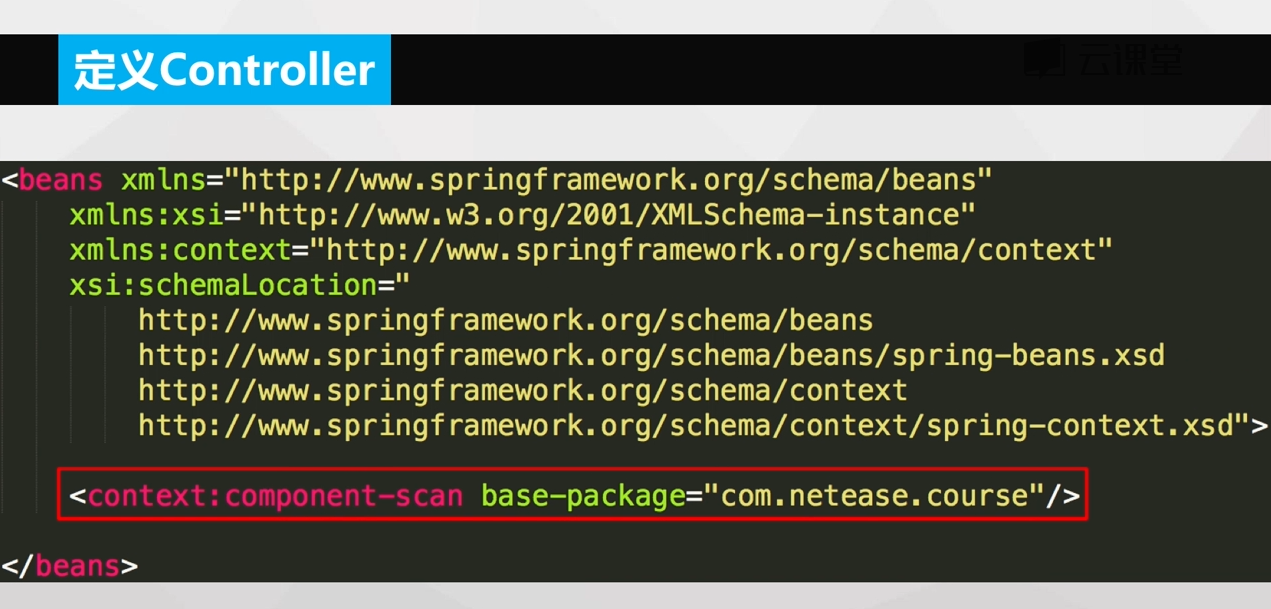 定义Controller
云课堂
<beans xmlns="http://www.springframework.org/schema/beans"
xmlns:xsi="http://www.w3.org/2001/XMLSchema-instance"
xmlns:context="http://www.springframework.org/schema/context"
xsi:schemaLocation="
http://www.springframework.org/schema/beans
http://www.springframework.org/schema/beans/spring-beans.xsd
http://www.springframework.org/schema/context
http://www.springframework.org/schema/context/spring-context.xsd">
<context:component-scan base-package="com.netease.course"/>
</beans>